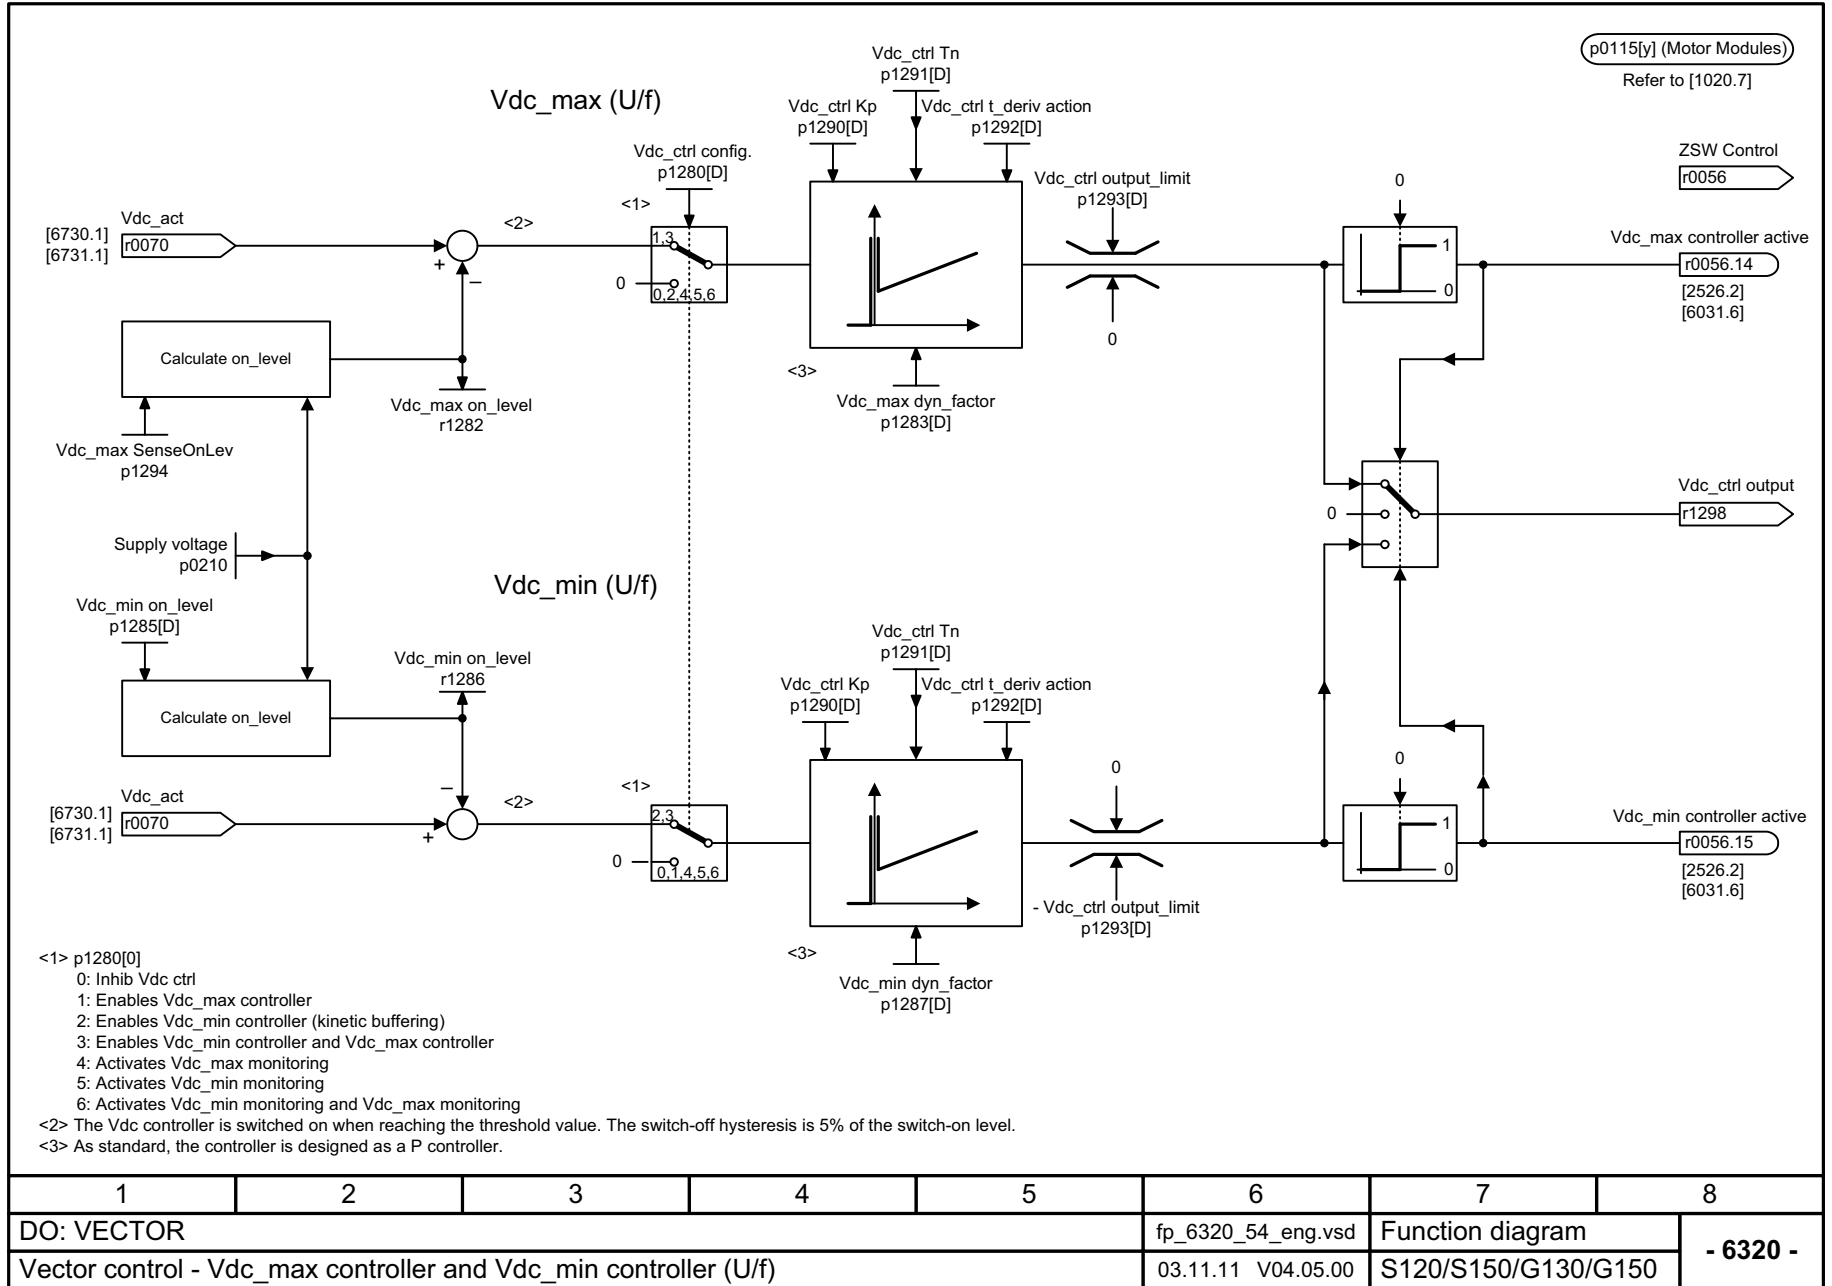 p0115[y] (Motor Modules)
Refer to [1020.7]
ZSW Control
r0056
Vdc_max (U/f)
Vdc_ctrl Tn
p1291[D]
Vdc_ctrl Kp
p1290[D]
Vdc_ctrl t_deriv action
p1292[D]
Vdc_ctrl config.
p1280[D]
<1>
Vdc_ctrl output_limit
p1293[D]
0
0
Vdc_act
[6730.1]
[6731.1]
r0070
+
–
<2>
1,3
0
0,2,4,5,6
1
0
Vdc_max controller active
r0056.14
[2526.2]
[6031.6]
Calculate on_level
Vdc_max on_level
r1282
<3>
Vdc_max dyn_factor
p1283[D]
Vdc_max SenseOnLev
p1294
Supply voltage
p0210
0
Vdc_ctrl output
r1298
Vdc_min (U/f)
Vdc_min on_level
p1285[D]
Vdc_min on_level
r1286
Calculate on_level
Vdc_ctrl Tn
p1291[D]
Vdc_ctrl Kp
p1290[D]
Vdc_ctrl t_deriv action
p1292[D]
Vdc_act
[6730.1]
[6731.1]
r0070
+
–
<2>
<1>
2,3
0
0,1,4,5,6
0
0
1
0
Vdc_min controller active
r0056.15
[2526.2]
[6031.6]
- Vdc_ctrl output_limit
p1293[D]
<3>
Vdc_min dyn_factor
p1287[D]
<1> p1280[0]
0: Inhib Vdc ctrl
1: Enables Vdc_max controller
2: Enables Vdc_min controller (kinetic buffering)
3: Enables Vdc_min controller and Vdc_max controller
4: Activates Vdc_max monitoring
5: Activates Vdc_min monitoring
6: Activates Vdc_min monitoring and Vdc_max monitoring
<2> The Vdc controller is switched on when reaching the threshold value. The switch-off hysteresis is 5% of the switch-on level.
<3> As standard, the controller is designed as a P controller.
1 2 3 4 5 6 7 8
DO: VECTOR
fp_6320_54_eng.vsd
Function diagram
- 6320 -
Vector control - Vdc_max controller and Vdc_min controller (U/f)
03.11.11 V04.05.00
S120/S150/G130/G150